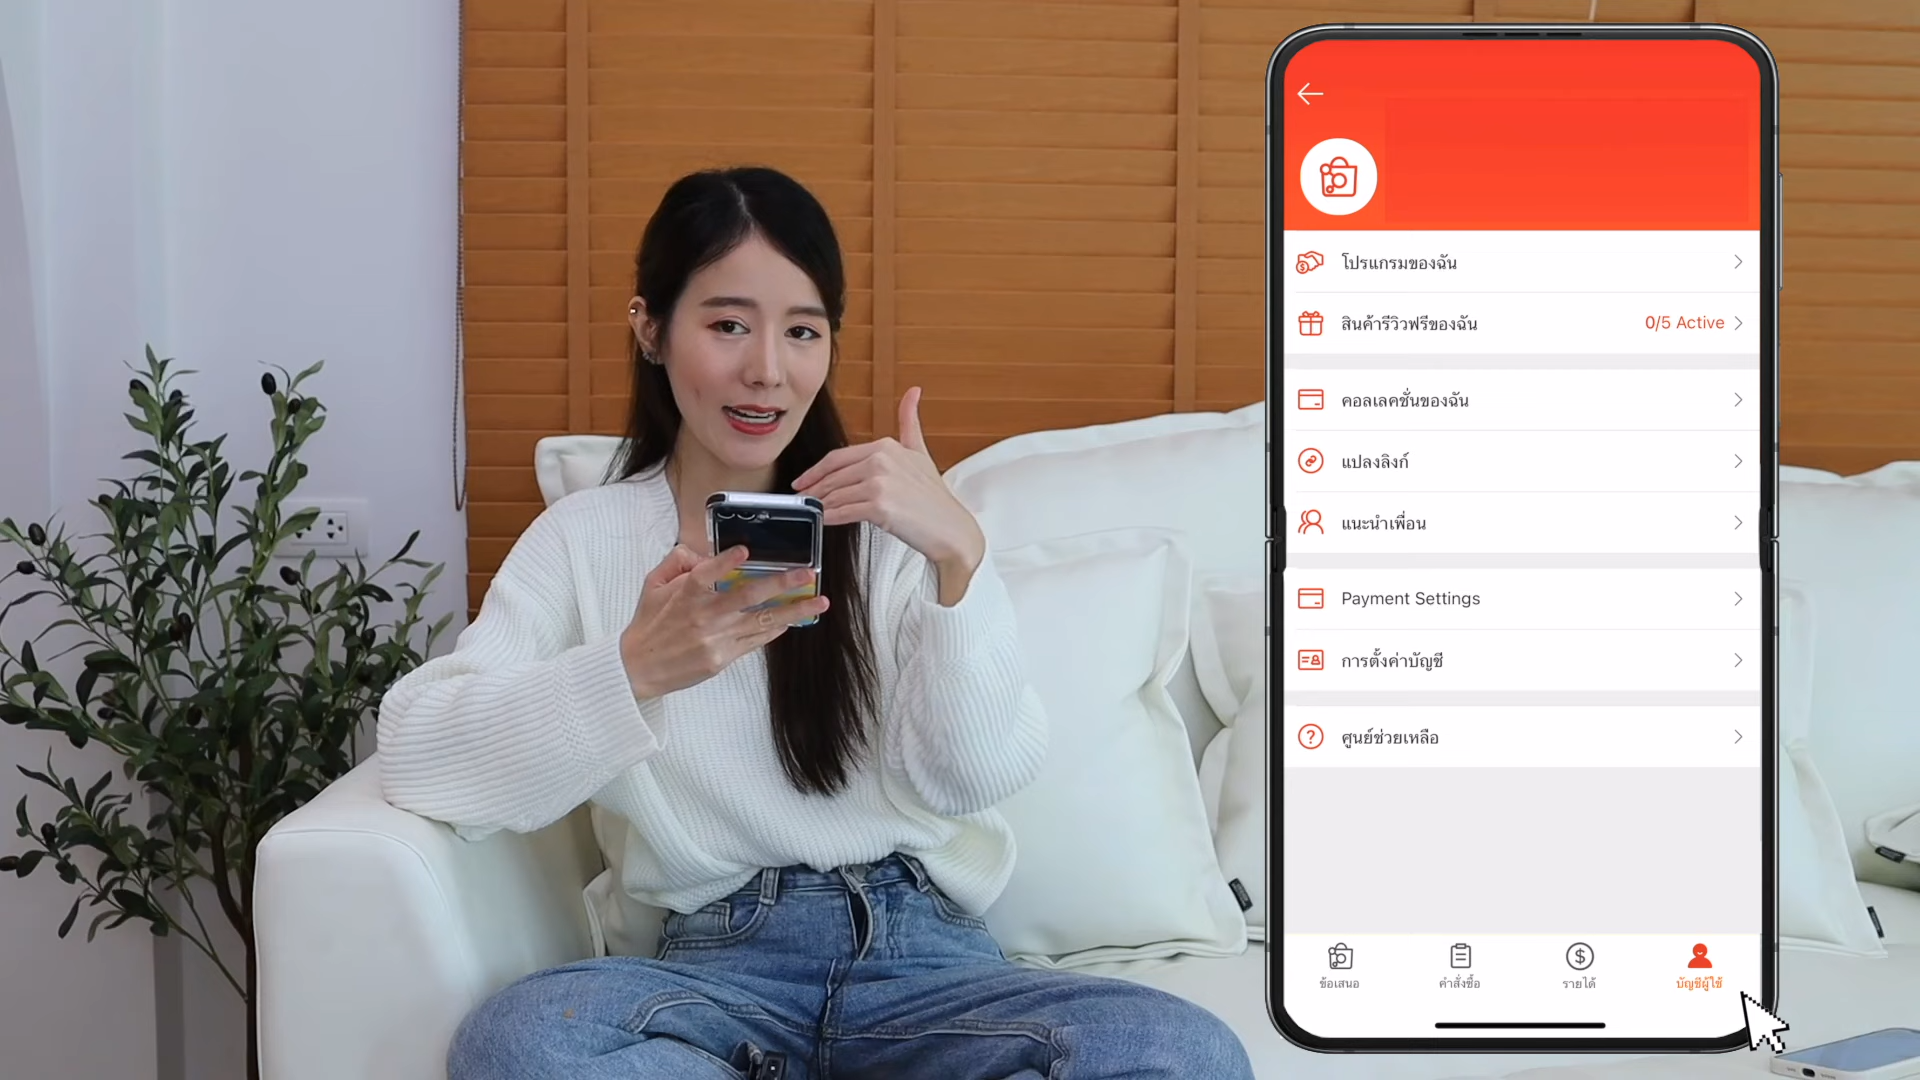 โปรแกรมของฉัน
สินค้ารีวิวฟรีของฉัน 0/5 Active
คอลเลคชั่นของฉัน
แปลงลิงก์
แนะนำเพื่อน
Payment Settings
การตั้งค่าบัญชี
ศูนย์ช่วยเหลือ
ข้อเสนอ คำสั่งซื้อ รายได้ บัญชีผู้ใช้